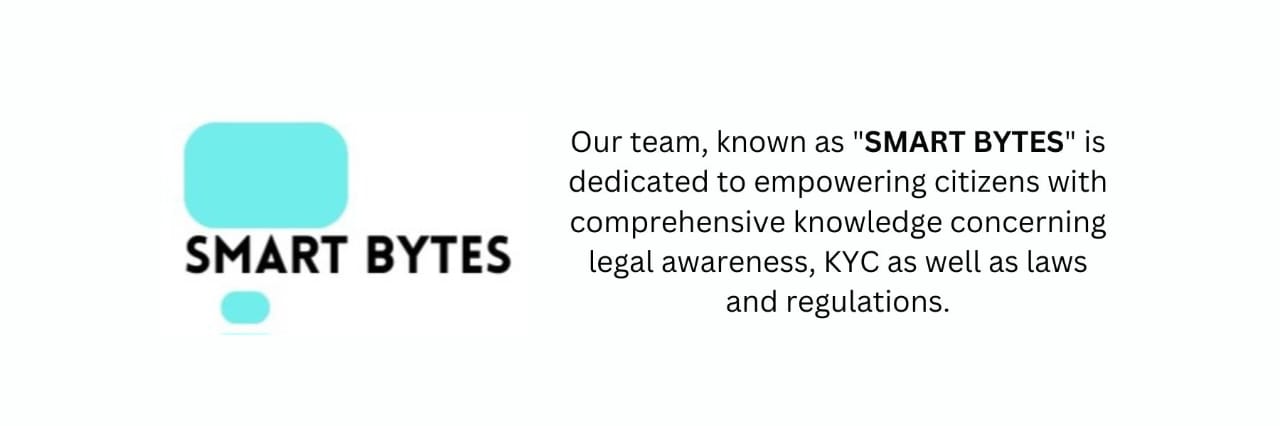 SMART BYTES
Our team, known as "SMART BYTES" is
dedicated to empowering citizens with
comprehensive knowledge concerning
legal awareness, KYC as well as laws
and regulations.